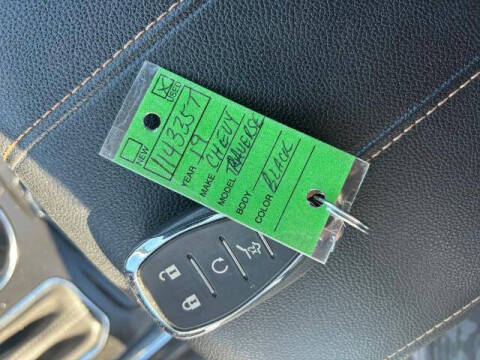 NEW USED
1143357
YEAR 19
MAKE CHEVY
MODEL TRAVERSE
BODY
COLOR BLACK